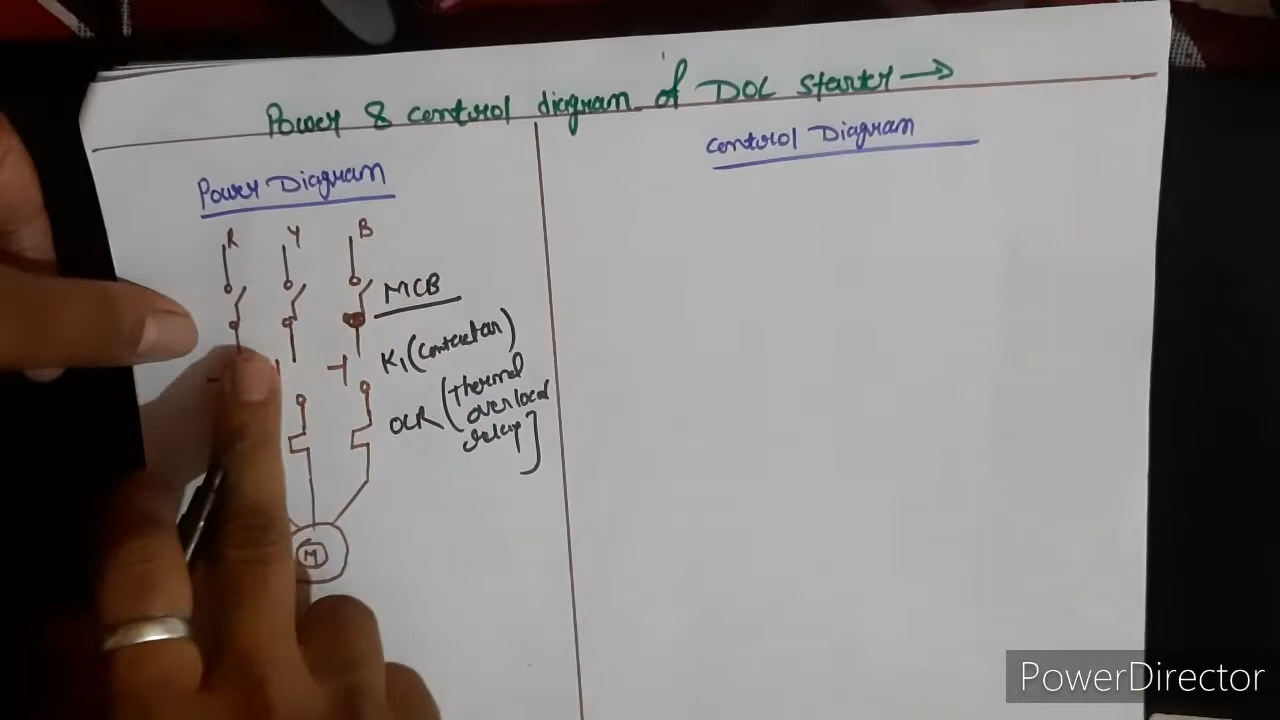 Power & control diagram of DOL starter →
Power Diagram
Control Diagram
R Y B
MCB
K1 (Contactor)
OLR (Thermal
overload
relay]
M
PowerDirector